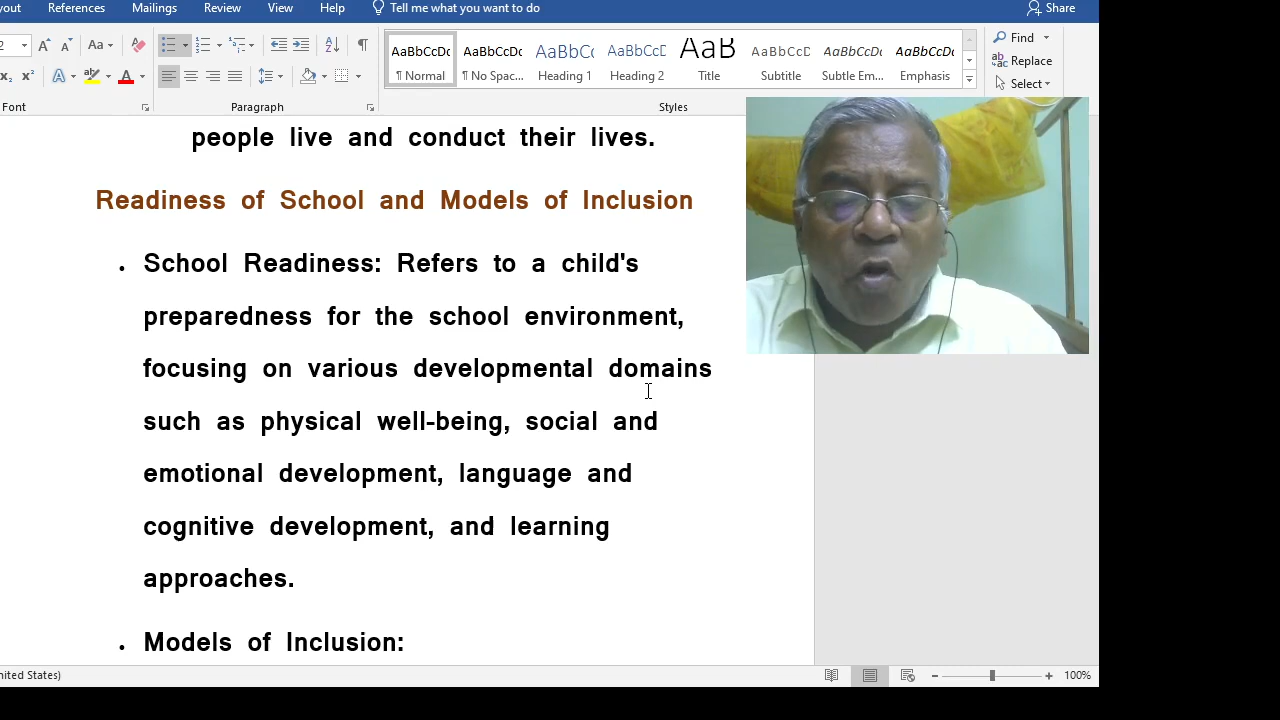 yout References Mailings Review View Help Tell me what you want to do Share
2 Aa
AaBbCcDc AaBbCcDc AaBbCc AaBbCcD AaB AaBbCcD AaBbCcDc AaBbCcDc
¶ Normal ¶ No Spac... Heading 1 Heading 2 Title Subtitle Subtle Em... Emphasis
Find
Replace
Select
Font Paragraph Styles
people live and conduct their lives.
Readiness of School and Models of Inclusion
• School Readiness: Refers to a child's
preparedness for the school environment,
focusing on various developmental domains
such as physical well-being, social and
emotional development, language and
cognitive development, and learning
approaches.
• Models of Inclusion:
nited States) 100%